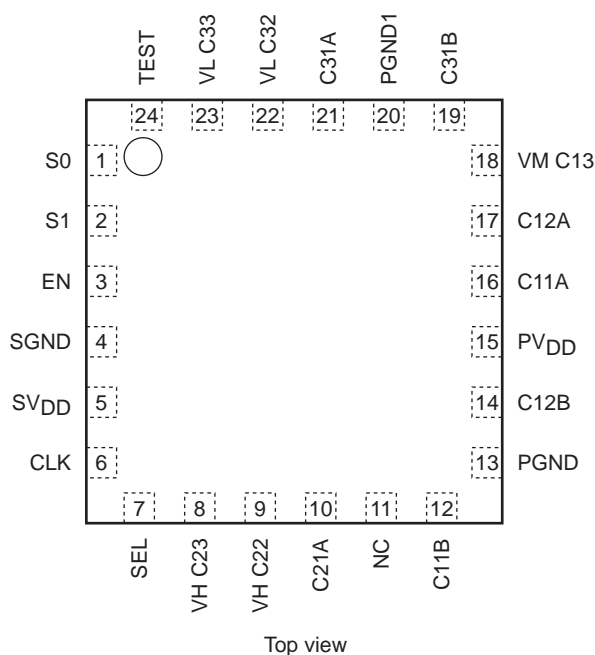 TEST
VL C33
VL C32
C31A
PGND1
C31B
24
23
22
21
20
19
S0 1
18 VM C13
S1 2
17 C12A
EN 3
16 C11A
SGND 4
15 PVDD
SVDD 5
14 C12B
CLK 6
13 PGND
7
8
9
10
11
12
SEL
VH C23
VH C22
C21A
NC
C11B
Top view